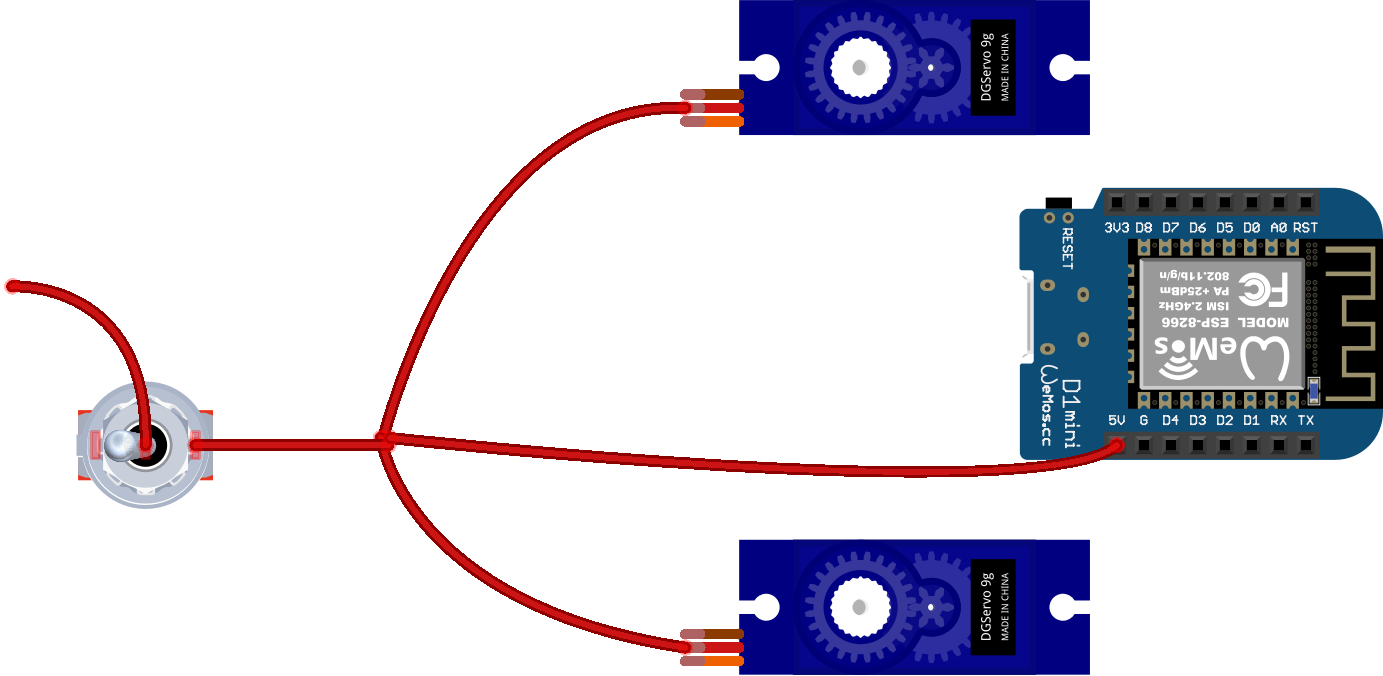 DGServo 9g
MADE IN CHINA
3V3 D8 D7 D6 D5 D0 A0 RST
RESET
802.11b/g/n
PA +25dBm
ISM 2.4GHz
MODEL ESP-8266
FC
WeMos
D1 mini
WeMos.cc
5V G D4 D3 D2 D1 RX TX
DGServo 9g
MADE IN CHINA